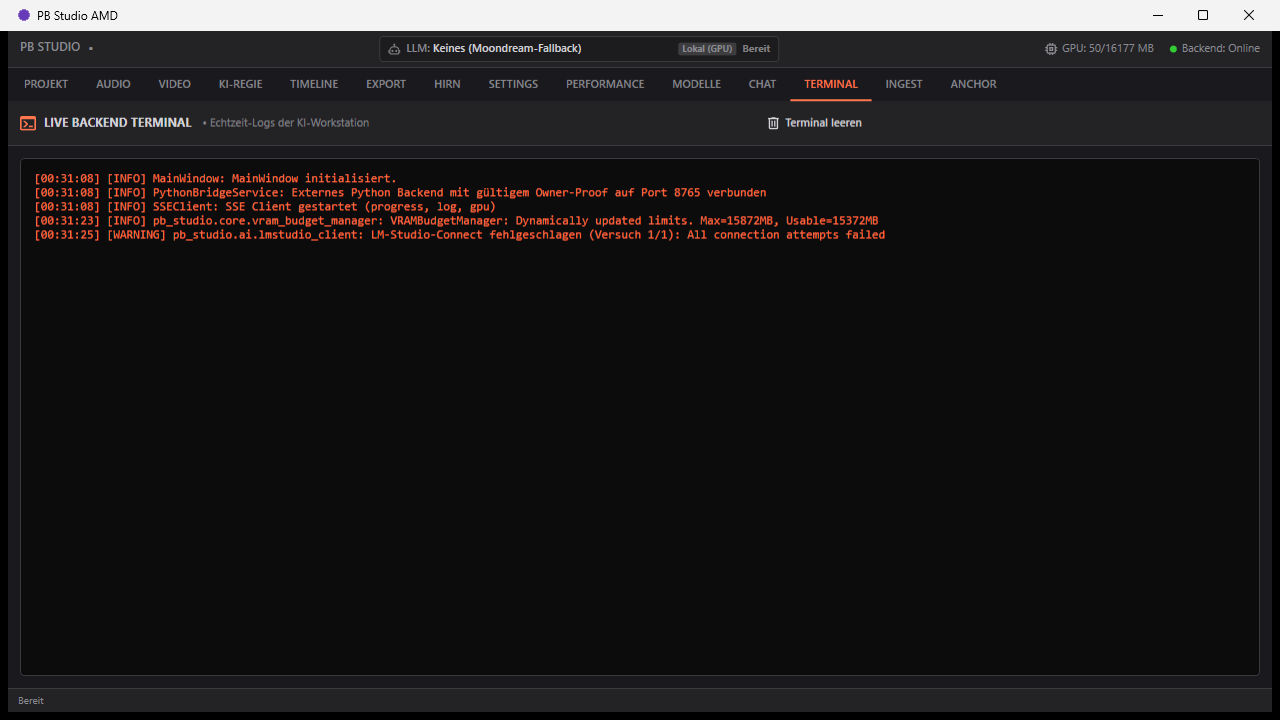 PB Studio AMD
PB STUDIO •
LLM: Keines (Moondream-Fallback) Lokal (GPU) Bereit
GPU: 50/16177 MB Backend: Online
PROJEKT AUDIO VIDEO KI-REGIE TIMELINE EXPORT HIRN SETTINGS PERFORMANCE MODELLE CHAT TERMINAL INGEST ANCHOR
LIVE BACKEND TERMINAL • Echtzeit-Logs der KI-Workstation Terminal leeren
[00:31:08] [INFO] MainWindow: MainWindow initialisiert.
[00:31:08] [INFO] PythonBridgeService: Externes Python Backend mit gültigem Owner-Proof auf Port 8765 verbunden
[00:31:08] [INFO] SSEClient: SSE Client gestartet (progress, log, gpu)
[00:31:23] [INFO] pb_studio.core.vram_budget_manager: VRAMBudgetManager: Dynamically updated limits. Max=15872MB, Usable=15372MB
[00:31:25] [WARNING] pb_studio.ai.lmstudio_client: LM-Studio-Connect fehlgeschlagen (Versuch 1/1): All connection attempts failed
Bereit